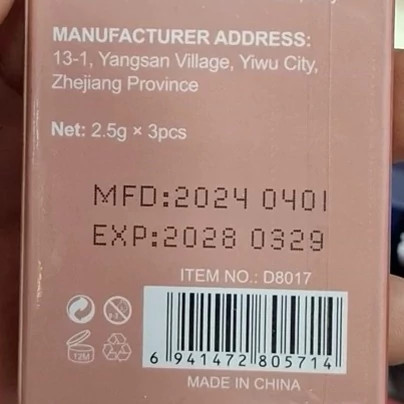 MANUFACTURER ADDRESS:
13-1, Yangsan Village, Yiwu City,
Zhejiang Province
Net: 2.5g × 3pcs
MFD:2024 0401
EXP:2028 0329
ITEM NO.: D8017
12M
6 941472 805714
MADE IN CHINA